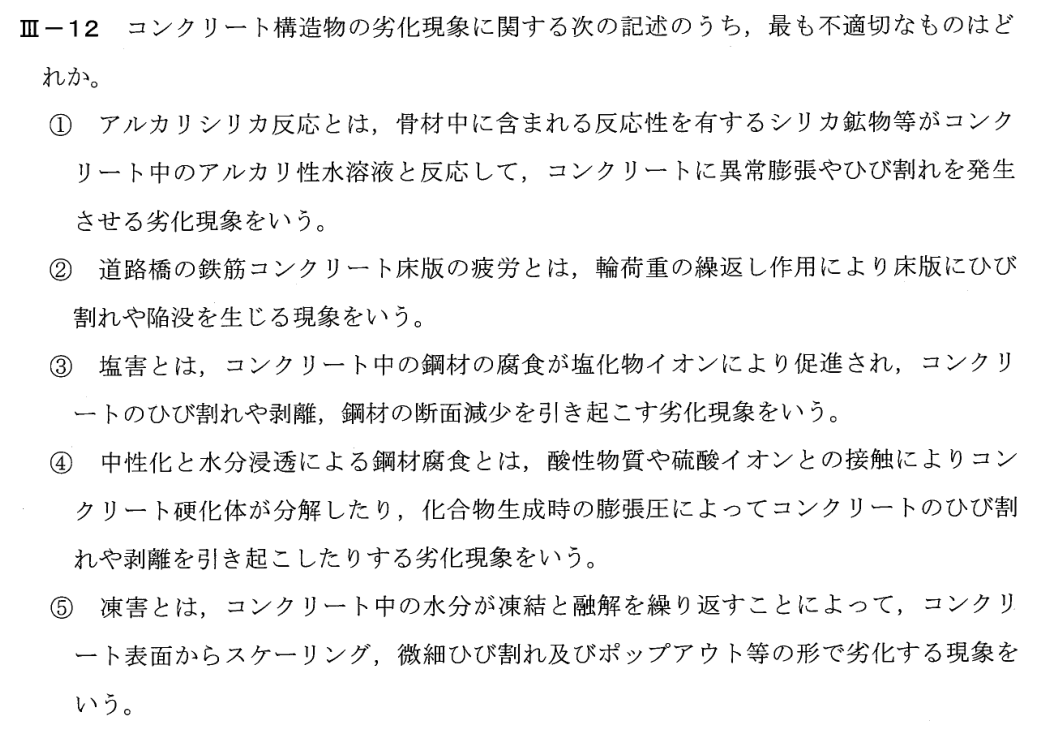 Ⅲ－12　コンクリート構造物の劣化現象に関する次の記述のうち，最も不適切なものはど
れか。
①　アルカリシリカ反応とは，骨材中に含まれる反応性を有するシリカ鉱物等がコンク
リート中のアルカリ性水溶液と反応して，コンクリートに異常膨張やひび割れを発生
させる劣化現象をいう。
②　道路橋の鉄筋コンクリート床版の疲労とは，輪荷重の繰返し作用により床版にひび
割れや陥没を生じる現象をいう。
③　塩害とは，コンクリート中の鋼材の腐食が塩化物イオンにより促進され，コンクリ
ートのひび割れや剥離，鋼材の断面減少を引き起こす劣化現象をいう。
④　中性化と水分浸透による鋼材腐食とは，酸性物質や硫酸イオンとの接触によりコン
クリート硬化体が分解したり，化合物生成時の膨張圧によってコンクリートのひび割
れや剥離を引き起こしたりする劣化現象をいう。
⑤　凍害とは，コンクリート中の水分が凍結と融解を繰り返すことによって，コンクリ
ート表面からスケーリング，微細ひび割れ及びポップアウト等の形で劣化する現象を
いう。